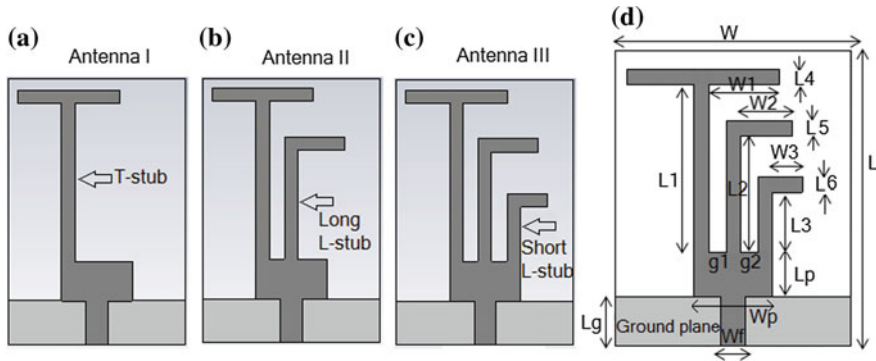 (a)
Antenna I
T-stub
(b)
Antenna II
Long
L-stub
(c)
Antenna III
Short
L-stub
(d)
W
W1
L4
W2
L5
W3
L6
L
L1
L2
L3
g1
g2
Lp
Lg
Ground plane
Wp
Wf